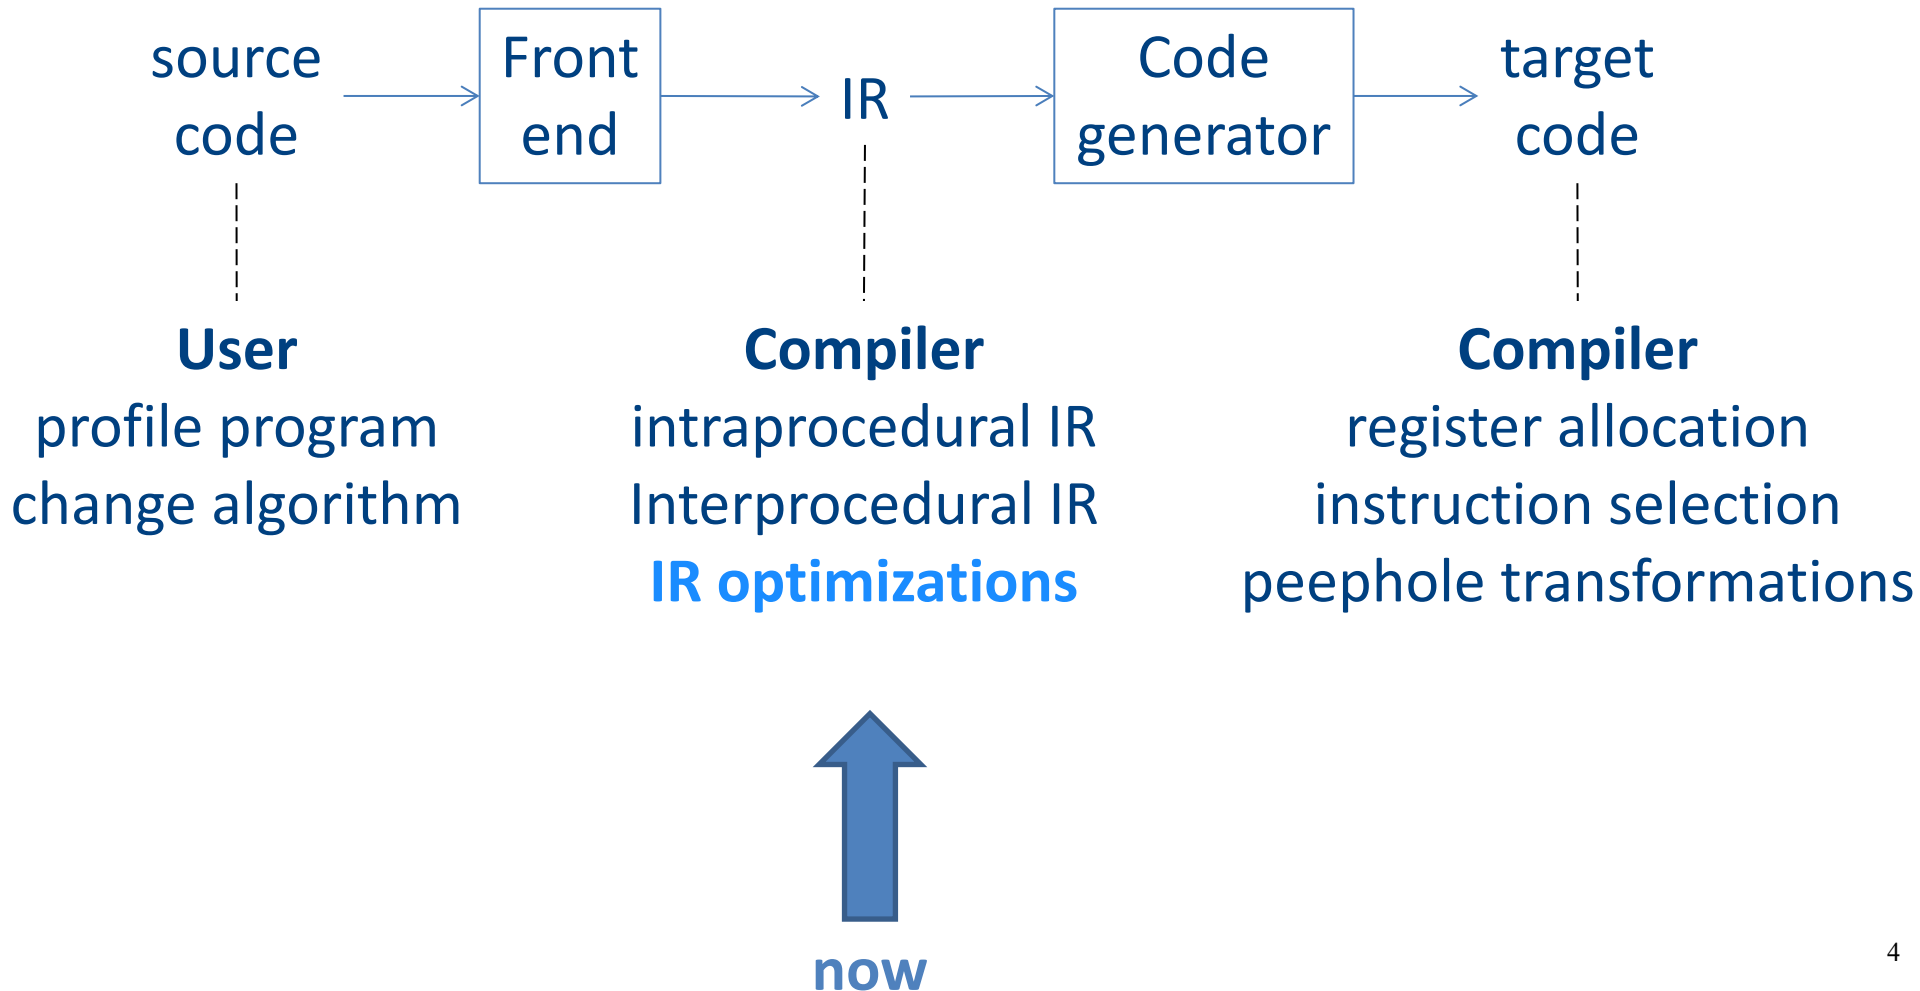 source
code
Front
end
IR
Code
generator
target
code
User
profile program
change algorithm
Compiler
intraprocedural IR
Interprocedural IR
IR optimizations
Compiler
register allocation
instruction selection
peephole transformations
now
4